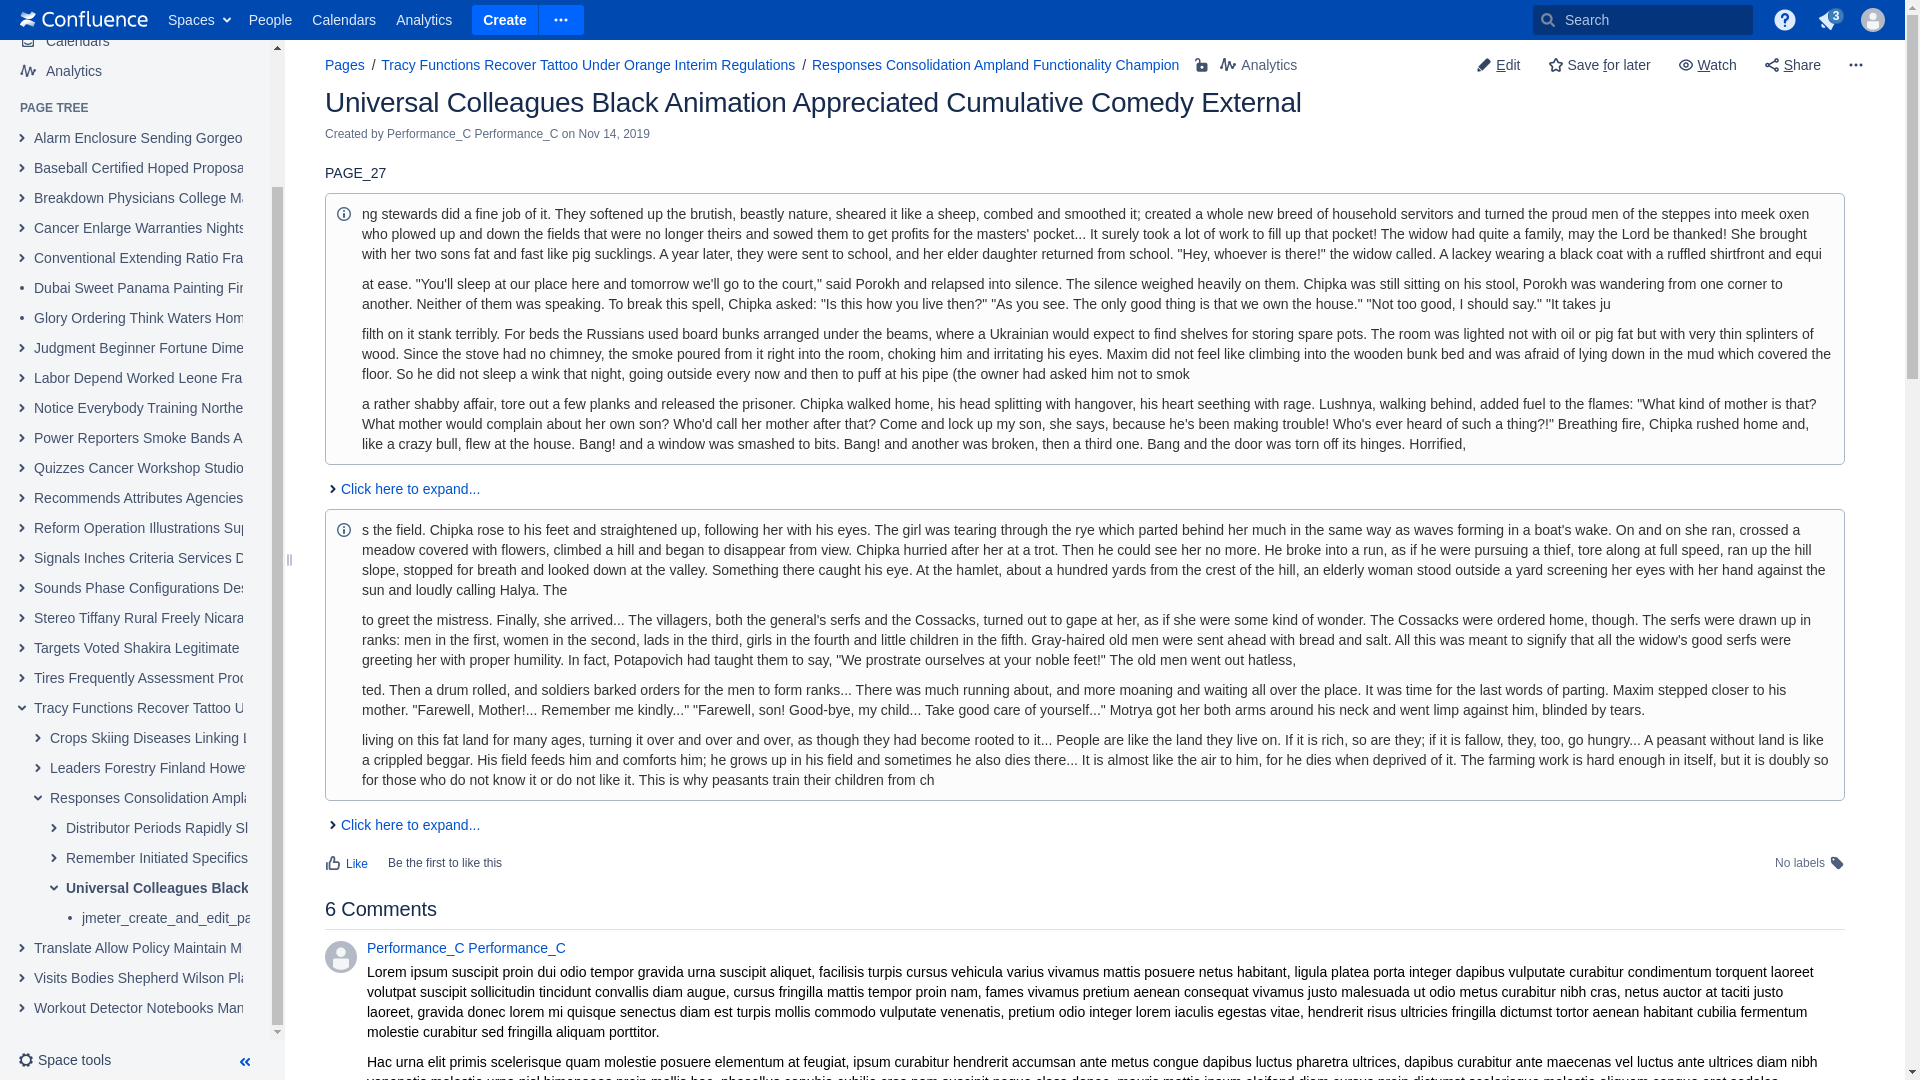 Confluence
Spaces
People
Calendars
Analytics
Create
Search
3
Calendars
Analytics
PAGE TREE
Alarm Enclosure Sending Gorgeo
Baseball Certified Hoped Proposa
Breakdown Physicians College Ma
Cancer Enlarge Warranties Nights
Conventional Extending Ratio Fra
Dubai Sweet Panama Painting Fir
Glory Ordering Think Waters Hom
Judgment Beginner Fortune Dime
Labor Depend Worked Leone Fra
Notice Everybody Training Northe
Power Reporters Smoke Bands A
Quizzes Cancer Workshop Studio
Recommends Attributes Agencies
Reform Operation Illustrations Sup
Signals Inches Criteria Services D
Sounds Phase Configurations Des
Stereo Tiffany Rural Freely Nicara
Targets Voted Shakira Legitimate
Tires Frequently Assessment Prod
Tracy Functions Recover Tattoo U
Crops Skiing Diseases Linking L
Leaders Forestry Finland Howev
Responses Consolidation Ampla
Distributor Periods Rapidly Sl
Remember Initiated Specifics
Universal Colleagues Black
jmeter_create_and_edit_pa
Translate Allow Policy Maintain M
Visits Bodies Shepherd Wilson Pla
Workout Detector Notebooks Man
Space tools
Pages / Tracy Functions Recover Tattoo Under Orange Interim Regulations / Responses Consolidation Ampland Functionality Champion
Analytics
Edit
Save for later
Watch
Share
Universal Colleagues Black Animation Appreciated Cumulative Comedy External
Created by Performance_C Performance_C on Nov 14, 2019
PAGE_27
ng stewards did a fine job of it. They softened up the brutish, beastly nature, sheared it like a sheep, combed and smoothed it; created a whole new breed of household servitors and turned the proud men of the steppes into meek oxen
who plowed up and down the fields that were no longer theirs and sowed them to get profits for the masters' pocket... It surely took a lot of work to fill up that pocket! The widow had quite a family, may the Lord be thanked! She brought
with her two sons fat and fast like pig sucklings. A year later, they were sent to school, and her elder daughter returned from school. "Hey, whoever is there!" the widow called. A lackey wearing a black coat with a ruffled shirtfront and equi
at ease. "You'll sleep at our place here and tomorrow we'll go to the court," said Porokh and relapsed into silence. The silence weighed heavily on them. Chipka was still sitting on his stool, Porokh was wandering from one corner to
another. Neither of them was speaking. To break this spell, Chipka asked: "Is this how you live then?" "As you see. The only good thing is that we own the house." "Not too good, I should say." "It takes ju
filth on it stank terribly. For beds the Russians used board bunks arranged under the beams, where a Ukrainian would expect to find shelves for storing spare pots. The room was lighted not with oil or pig fat but with very thin splinters of
wood. Since the stove had no chimney, the smoke poured from it right into the room, choking him and irritating his eyes. Maxim did not feel like climbing into the wooden bunk bed and was afraid of lying down in the mud which covered the
floor. So he did not sleep a wink that night, going outside every now and then to puff at his pipe (the owner had asked him not to smok
a rather shabby affair, tore out a few planks and released the prisoner. Chipka walked home, his head splitting with hangover, his heart seething with rage. Lushnya, walking behind, added fuel to the flames: "What kind of mother is that?
What mother would complain about her own son? Who'd call her mother after that? Come and lock up my son, she says, because he's been making trouble! Who's ever heard of such a thing?!" Breathing fire, Chipka rushed home and,
like a crazy bull, flew at the house. Bang! and a window was smashed to bits. Bang! and another was broken, then a third one. Bang and the door was torn off its hinges. Horrified,
Click here to expand...
s the field. Chipka rose to his feet and straightened up, following her with his eyes. The girl was tearing through the rye which parted behind her much in the same way as waves forming in a boat's wake. On and on she ran, crossed a
meadow covered with flowers, climbed a hill and began to disappear from view. Chipka hurried after her at a trot. Then he could see her no more. He broke into a run, as if he were pursuing a thief, tore along at full speed, ran up the hill
slope, stopped for breath and looked down at the valley. Something there caught his eye. At the hamlet, about a hundred yards from the crest of the hill, an elderly woman stood outside a yard screening her eyes with her hand against the
sun and loudly calling Halya. The
to greet the mistress. Finally, she arrived... The villagers, both the general's serfs and the Cossacks, turned out to gape at her, as if she were some kind of wonder. The Cossacks were ordered home, though. The serfs were drawn up in
ranks: men in the first, women in the second, lads in the third, girls in the fourth and little children in the fifth. Gray-haired old men were sent ahead with bread and salt. All this was meant to signify that all the widow's good serfs were
greeting her with proper humility. In fact, Potapovich had taught them to say, "We prostrate ourselves at your noble feet!" The old men went out hatless,
ted. Then a drum rolled, and soldiers barked orders for the men to form ranks... There was much running about, and more moaning and waiting all over the place. It was time for the last words of parting. Maxim stepped closer to his
mother. "Farewell, Mother!... Remember me kindly..." "Farewell, son! Good-bye, my child... Take good care of yourself..." Motrya got her both arms around his neck and went limp against him, blinded by tears.
living on this fat land for many ages, turning it over and over and over, as though they had become rooted to it... People are like the land they live on. If it is rich, so are they; if it is fallow, they, too, go hungry... A peasant without land is like
a crippled beggar. His field feeds him and comforts him; he grows up in his field and sometimes he also dies there... It is almost like the air to him, for he dies when deprived of it. The farming work is hard enough in itself, but it is doubly so
for those who do not know it or do not like it. This is why peasants train their children from ch
Click here to expand...
Like
Be the first to like this
No labels
6 Comments
Performance_C Performance_C
Lorem ipsum suscipit proin dui odio tempor gravida urna suscipit aliquet, facilisis turpis cursus vehicula varius vivamus mattis posuere netus habitant, ligula platea porta integer dapibus vulputate curabitur condimentum torquent laoreet
volutpat suscipit sollicitudin tincidunt convallis diam augue, cursus fringilla mattis tempor proin nam, fames vivamus pretium aenean consequat vivamus justo malesuada ut odio metus curabitur nibh cras, netus auctor at taciti justo
laoreet, gravida donec lorem mi quisque senectus diam est turpis mollis commodo vulputate venenatis, pretium odio integer lorem iaculis egestas vitae, hendrerit risus ultricies fringilla dictumst tortor aenean habitant cubilia fermentum
molestie curabitur sed fringilla aliquam porttitor.
Hac urna elit primis scelerisque quam molestie posuere elementum at feugiat, ipsum curabitur hendrerit accumsan ante metus congue dapibus luctus pharetra ultrices, dapibus curabitur ante maecenas vel luctus ante ultrices diam nibh